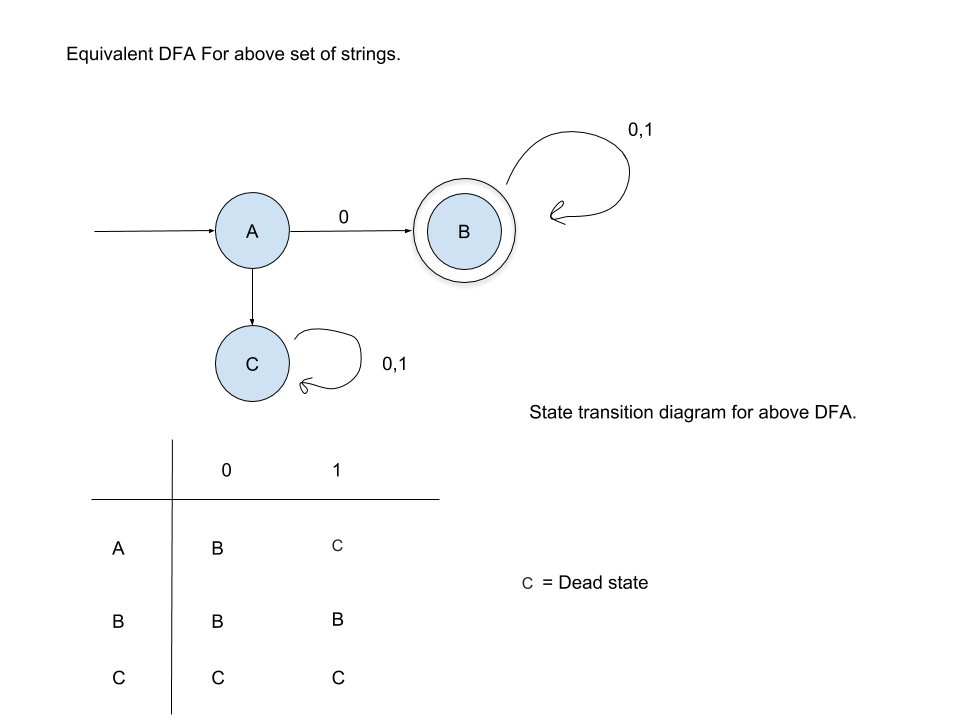 Equivalent DFA For above set of strings.
0,1
0
A
B
C
0,1
State transition diagram for above DFA.
0 1
A B C
C = Dead state
B B B
C C C